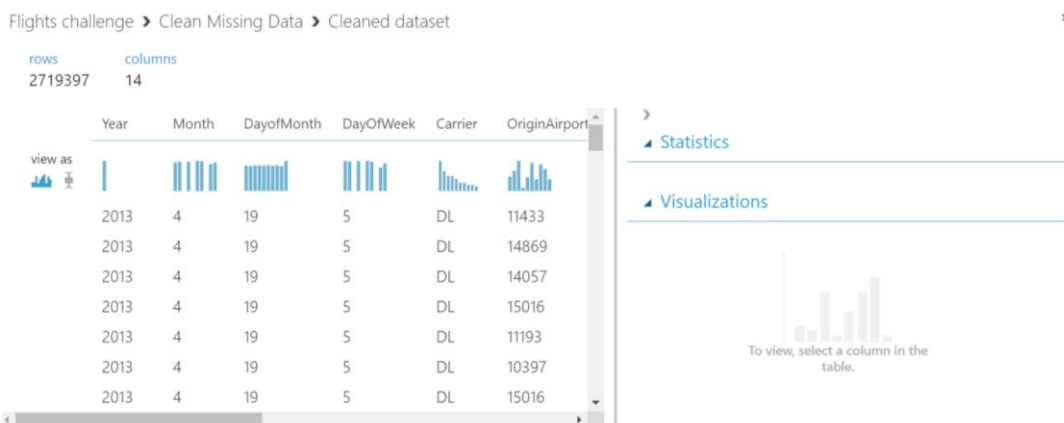 Flights challenge > Clean Missing Data > Cleaned dataset
rows columns
2719397 14
Year Month DayofMonth DayOfWeek Carrier OriginAirport
view as
2013 4 19 5 DL 11433
2013 4 19 5 DL 14869
2013 4 19 5 DL 14057
2013 4 19 5 DL 15016
2013 4 19 5 DL 11193
2013 4 19 5 DL 10397
2013 4 19 5 DL 15016
Statistics
Visualizations
To view, select a column in the
table.